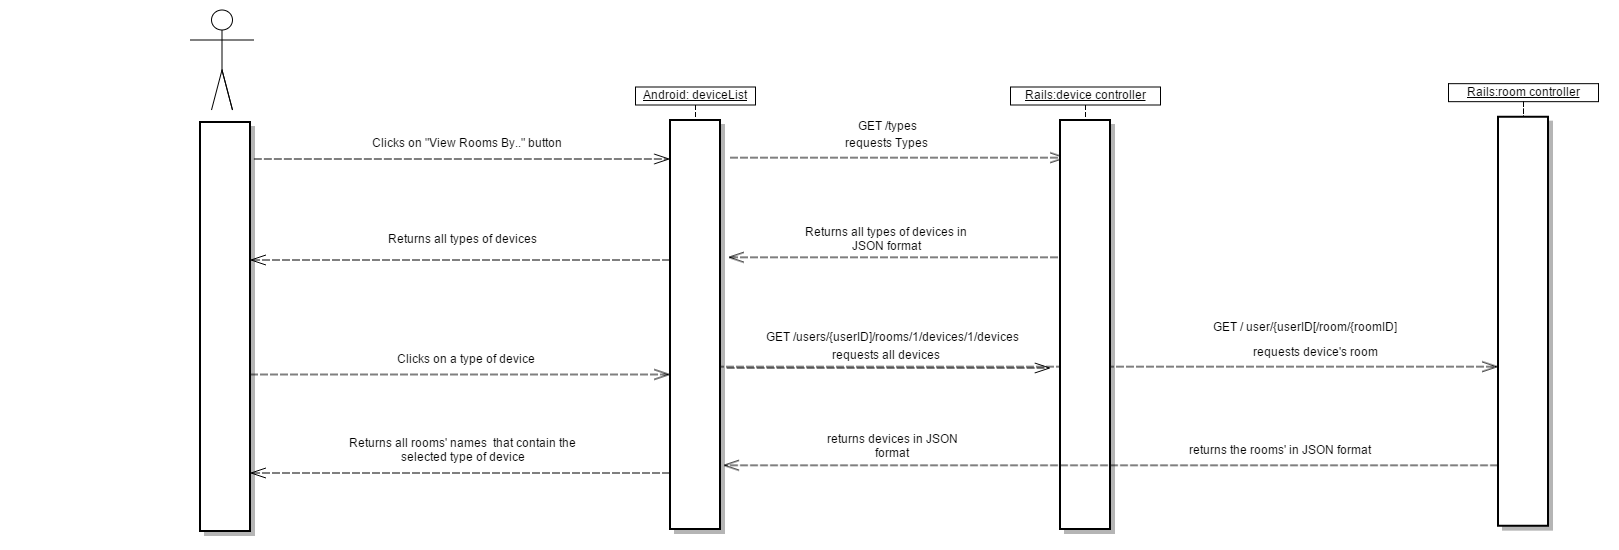 Android: deviceList
Rails:device controller
Rails:room controller
Clicks on "View Rooms By.." button
GET /types
requests Types
Returns all types of devices
Returns all types of devices in
JSON format
Clicks on a type of device
GET /users/{userID]/rooms/1/devices/1/devices
requests all devices
GET / user/{userID[/room/{roomID]
requests device's room
Returns all rooms' names  that contain the
selected type of device
returns devices in JSON
format
returns the rooms' in JSON format